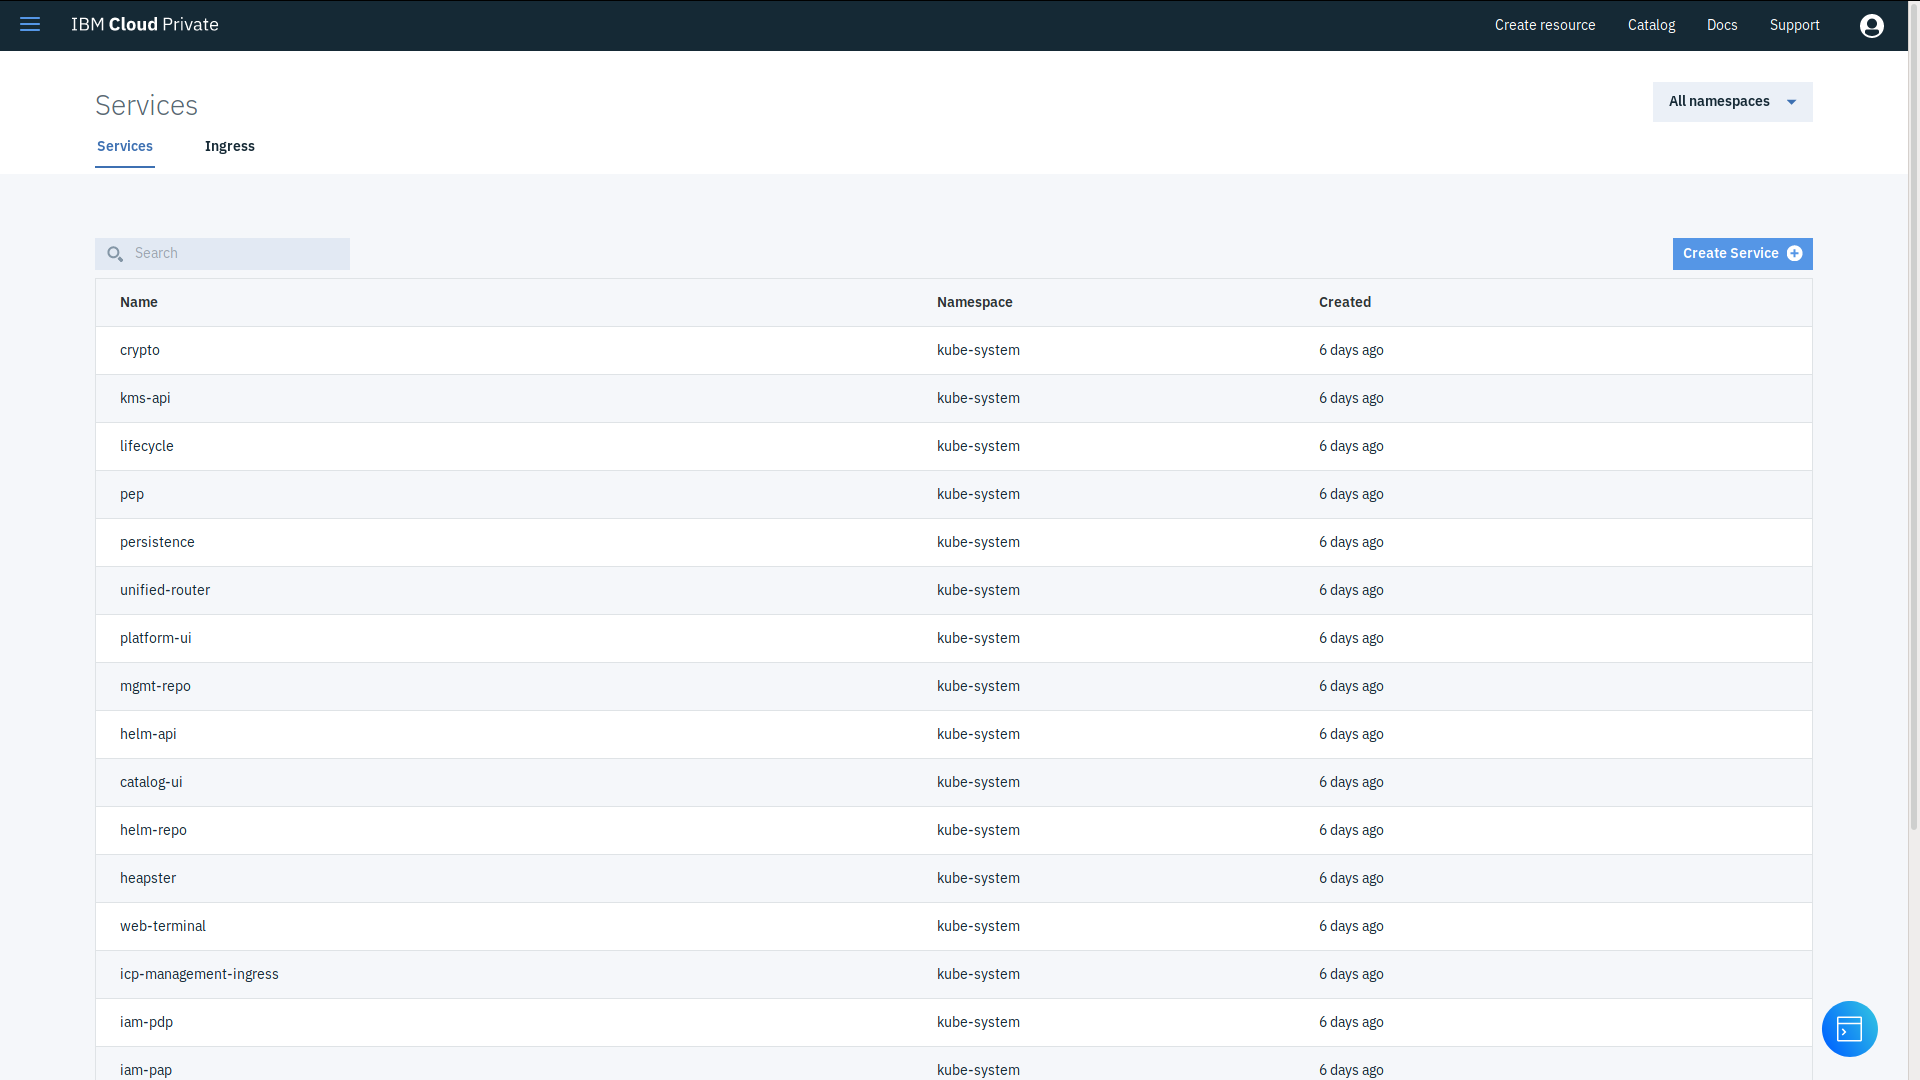 IBM Cloud Private Create resource Catalog Docs Support
Services All namespaces
Services Ingress
Search Create Service
Name Namespace Created
crypto kube-system 6 days ago
kms-api kube-system 6 days ago
lifecycle kube-system 6 days ago
pep kube-system 6 days ago
persistence kube-system 6 days ago
unified-router kube-system 6 days ago
platform-ui kube-system 6 days ago
mgmt-repo kube-system 6 days ago
helm-api kube-system 6 days ago
catalog-ui kube-system 6 days ago
helm-repo kube-system 6 days ago
heapster kube-system 6 days ago
web-terminal kube-system 6 days ago
icp-management-ingress kube-system 6 days ago
iam-pdp kube-system 6 days ago
iam-pap kube-system 6 days ago